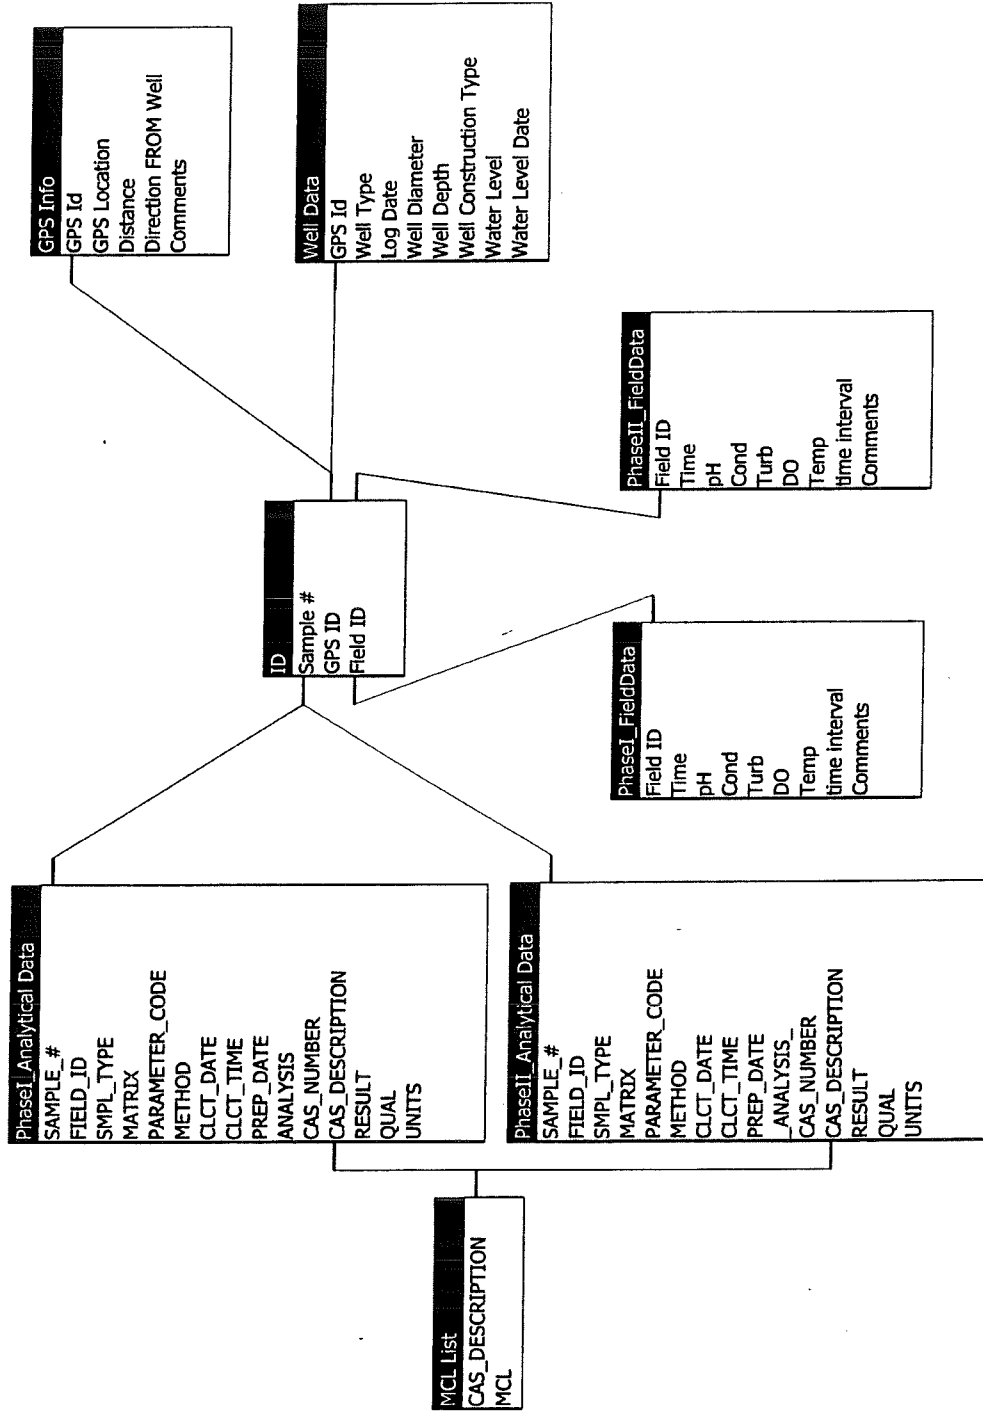 MCL List
CAS_DESCRIPTION
MCL
PhaseI_Analytical Data
SAMPLE_#
FIELD_ID
SMPL_TYPE
MATRIX
PARAMETER_CODE
METHOD
CLCT_DATE
CLCT_TIME
PREP_DATE
ANALYSIS
CAS_NUMBER
CAS_DESCRIPTION
RESULT
QUAL
UNITS
PhaseII_Analytical Data
SAMPLE_#
FIELD_ID
SMPL_TYPE
MATRIX
PARAMETER_CODE
METHOD
CLCT_DATE
CLCT_TIME
PREP_DATE
_ANALYSIS_
CAS_NUMBER
CAS_DESCRIPTION
RESULT
QUAL
UNITS
ID
Sample #
GPS ID
Field ID
PhaseI_FieldData
Field ID
Time
pH
Cond
Turb
DO
Temp
time interval
Comments
PhaseII_FieldData
Field ID
Time
pH
Cond
Turb
DO
Temp
time interval
Comments
GPS Info
GPS Id
GPS Location
Distance
Direction FROM Well
Comments
Well Data
GPS Id
Well Type
Log Date
Well Diameter
Well Depth
Well Construction Type
Water Level
Water Level Date